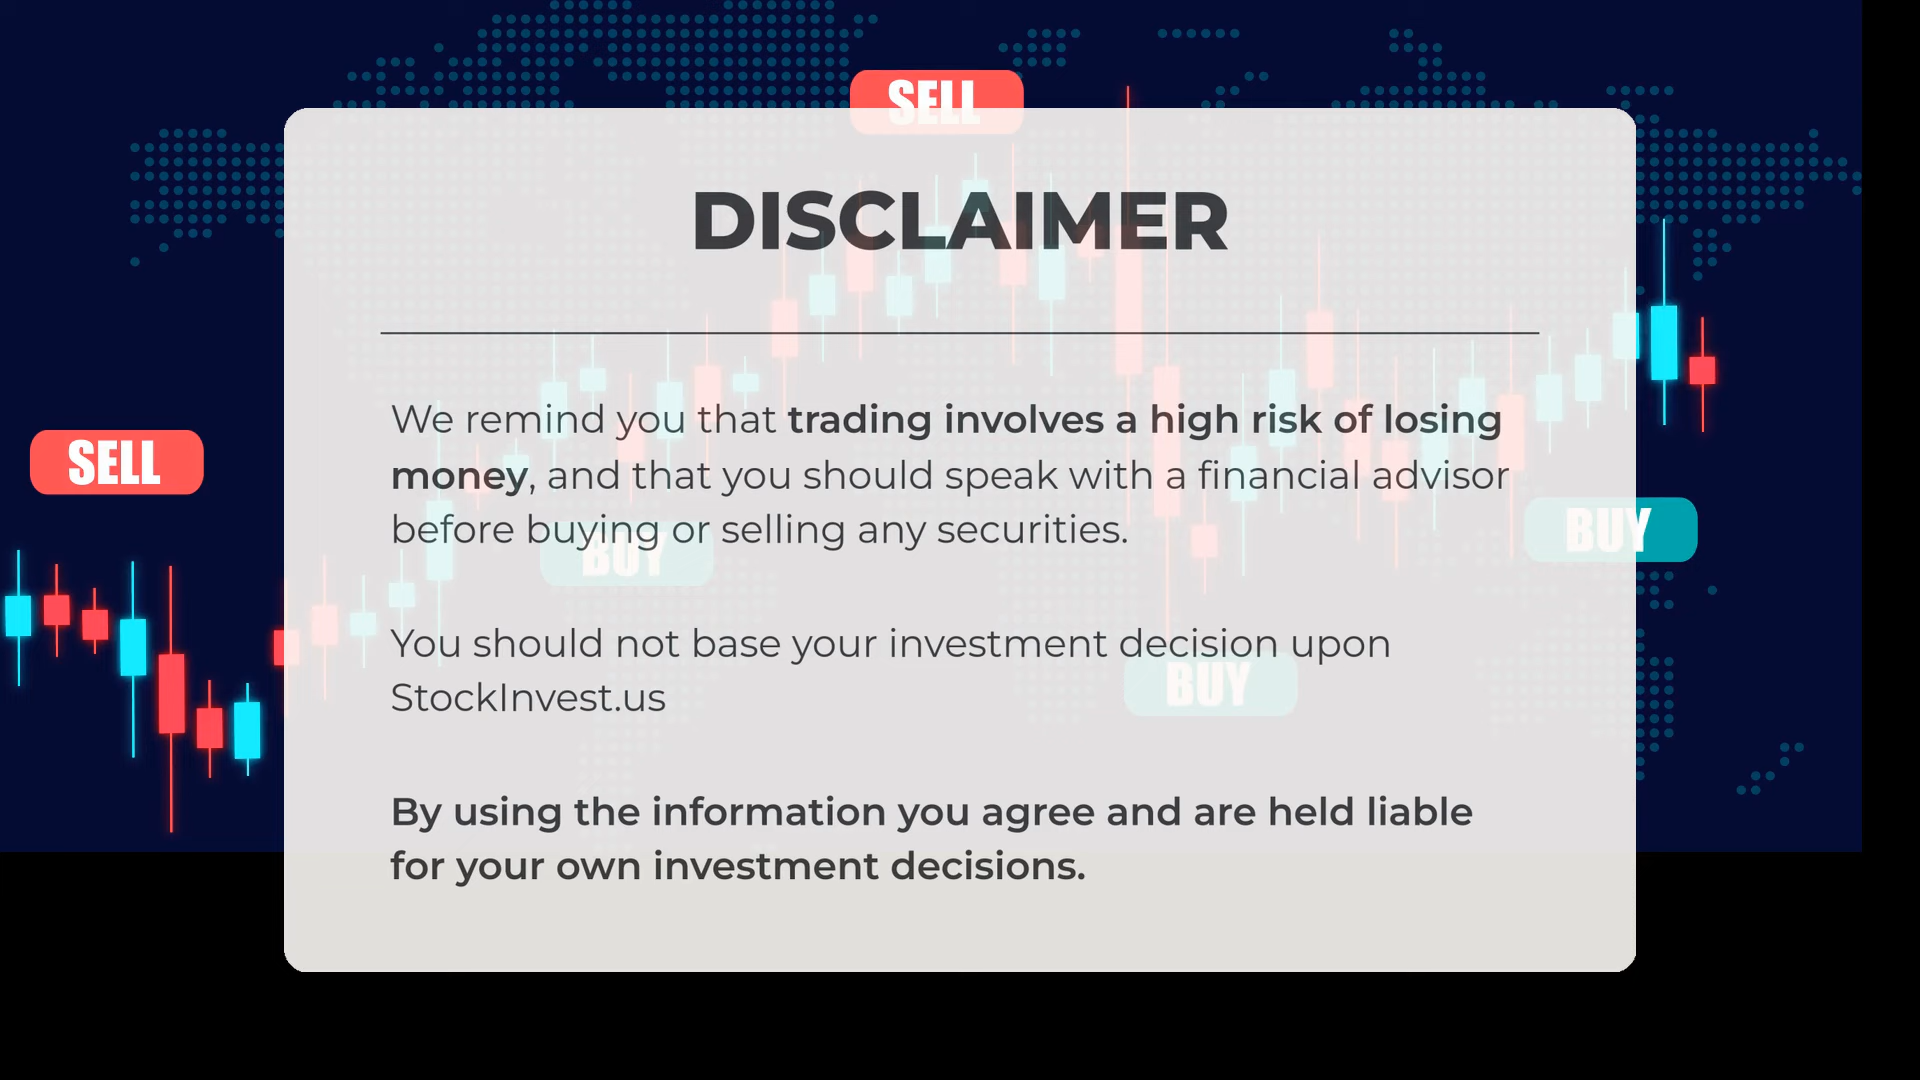 SELL
DISCLAIMER
We remind you that trading involves a high risk of losing
money, and that you should speak with a financial advisor
before buying or selling any securities.
SELL
BUY
BUY
You should not base your investment decision upon
StockInvest.us
BUY
By using the information you agree and are held liable
for your own investment decisions.